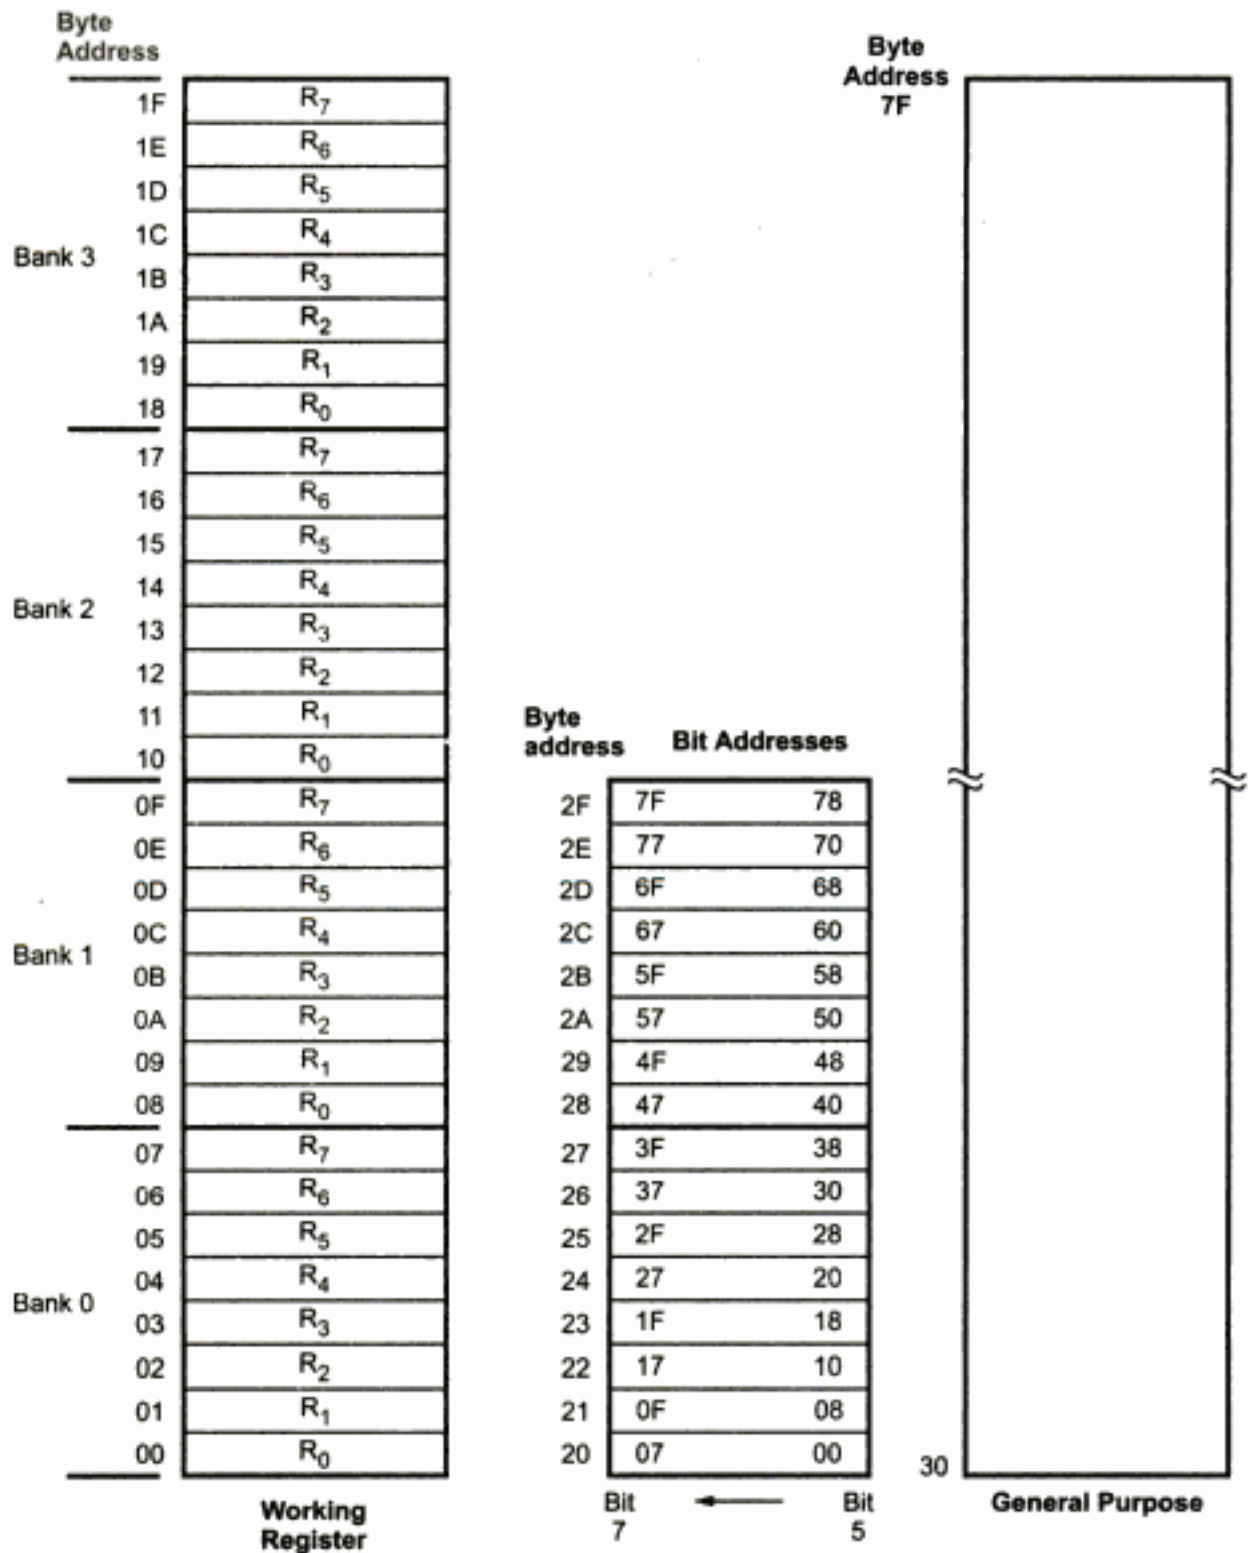 Byte
Address
1F R7
1E R6
1D R5
1C R4
Bank 3
1B R3
1A R2
19 R1
18 R0
17 R7
16 R6
15 R5
14 R4
Bank 2
13 R3
12 R2
11 R1
10 R0
0F R7
0E R6
0D R5
0C R4
Bank 1
0B R3
0A R2
09 R1
08 R0
07 R7
06 R6
05 R5
04 R4
Bank 0
03 R3
02 R2
01 R1
00 R0
Working
Register
Byte
address
Bit Addresses
2F 7F 78
2E 77 70
2D 6F 68
2C 67 60
2B 5F 58
2A 57 50
29 4F 48
28 47 40
27 3F 38
26 37 30
25 2F 28
24 27 20
23 1F 18
22 17 10
21 0F 08
20 07 00
Bit
7
Bit
5
Byte
Address
7F
30
General Purpose